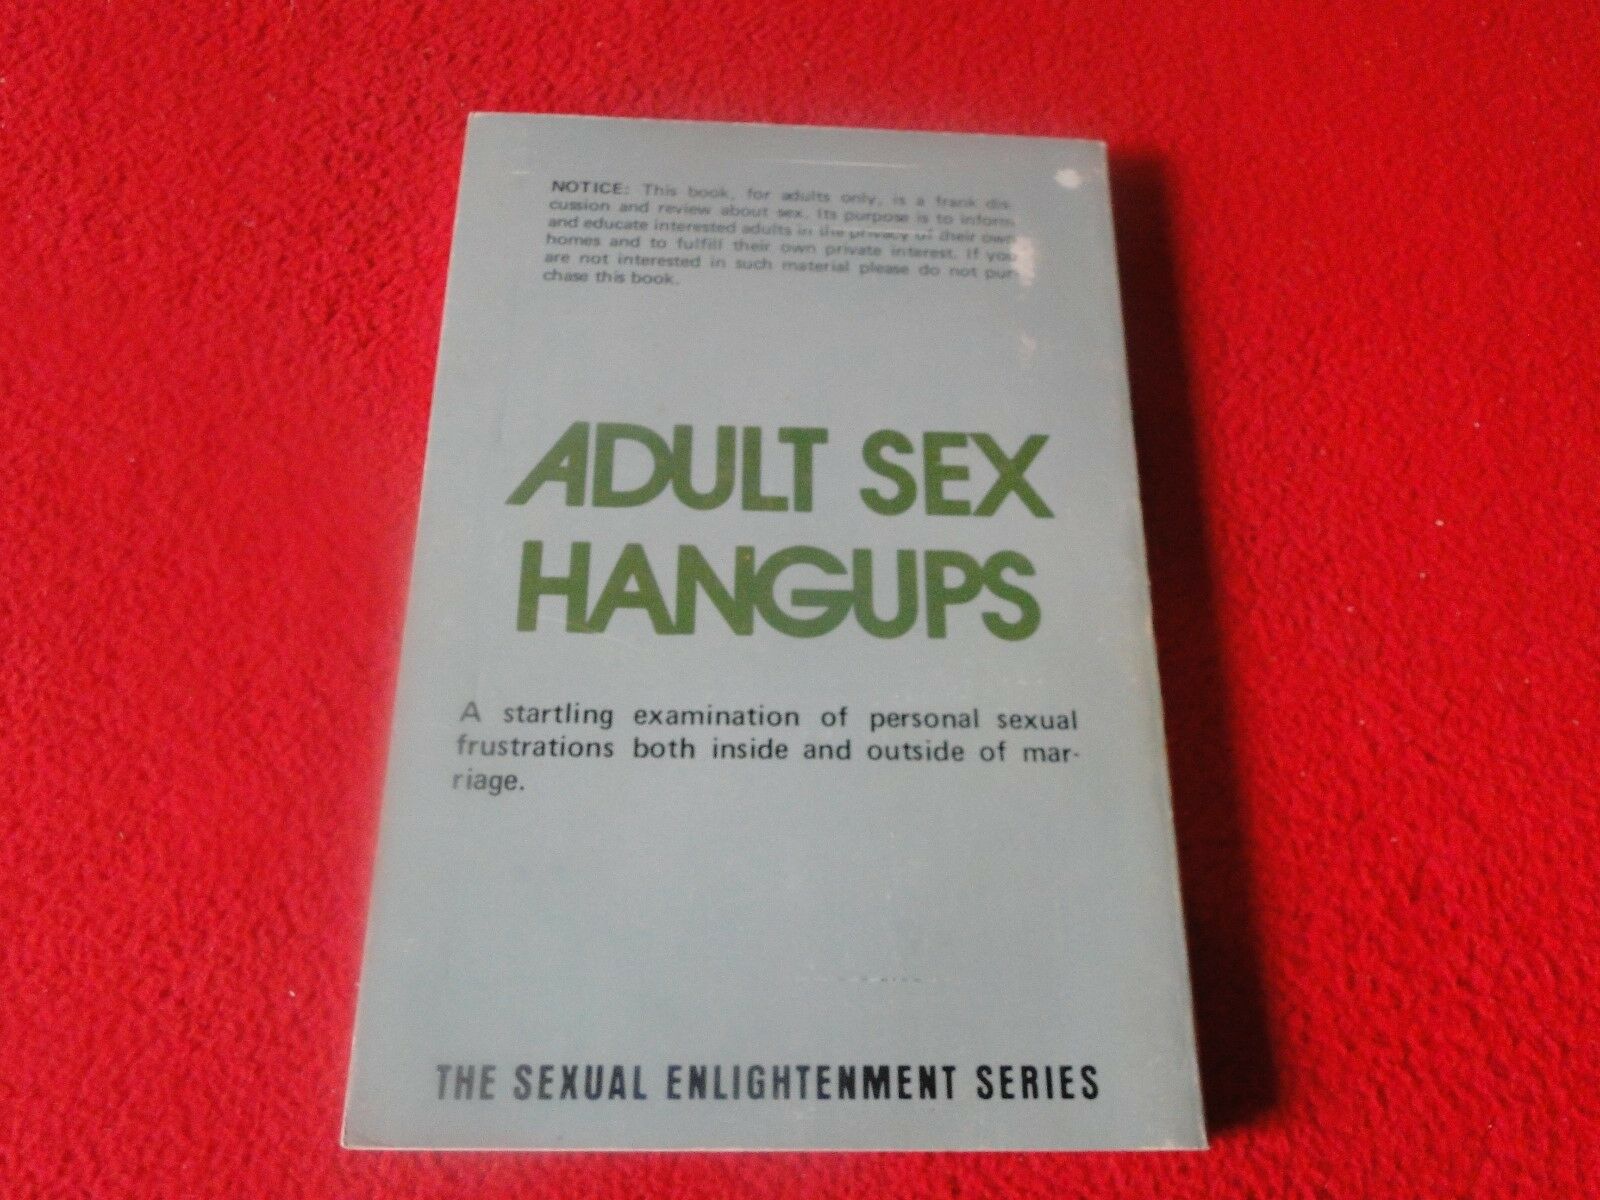 NOTICE: This book, for adults only, is a frank dis-
cussion and review about sex. Its purpose is to inform
and educate interested adults in the privacy of their own
homes and to fulfill their own private interest. If you
are not interested in such material please do not pur-
chase this book.
ADULT SEX
HANGUPS
A startling examination of personal sexual
frustrations both inside and outside of mar-
riage.
THE SEXUAL ENLIGHTENMENT SERIES